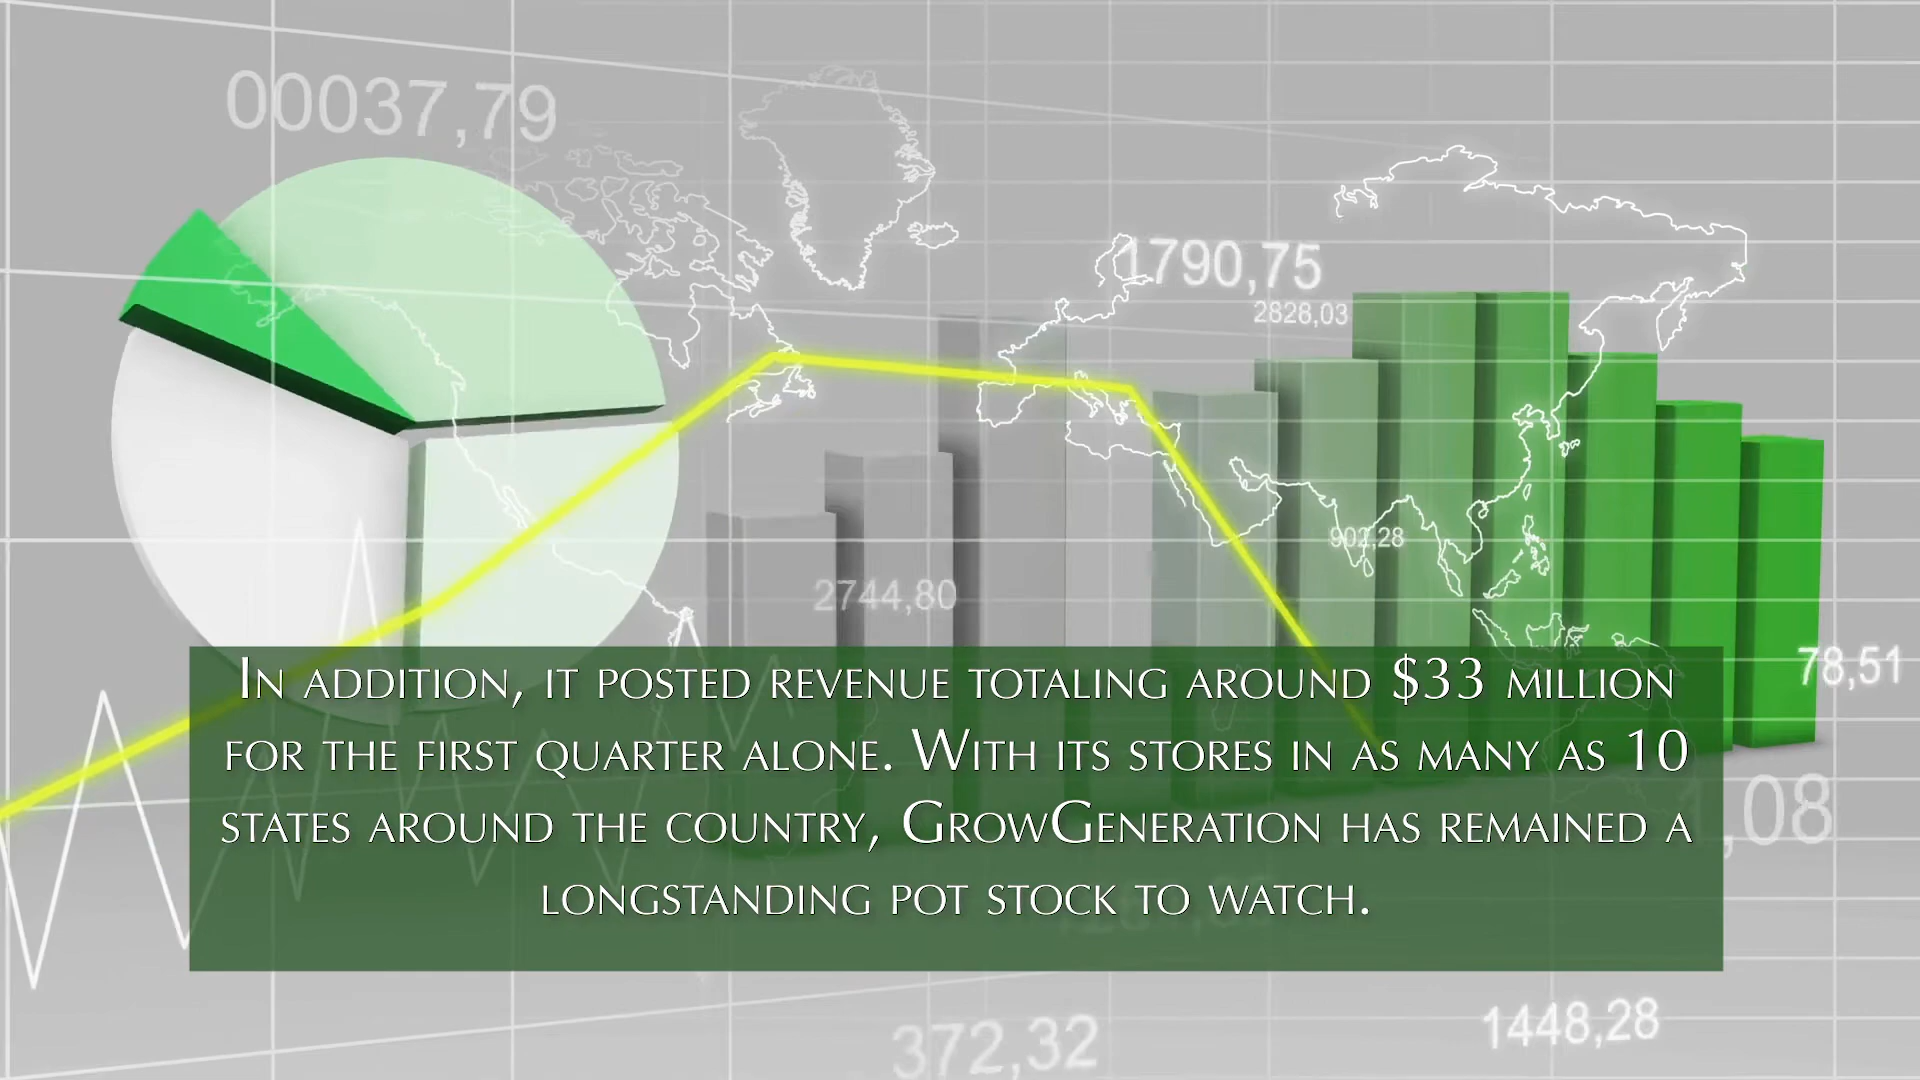 00037,79
1790,75
2828,03
902,28
2744,80
In addition, it posted revenue totaling around $33 million
for the first quarter alone. With its stores in as many as 10
states around the country, GrowGeneration has remained a
longstanding pot stock to watch.
78,51
,08
372,32
1448,28